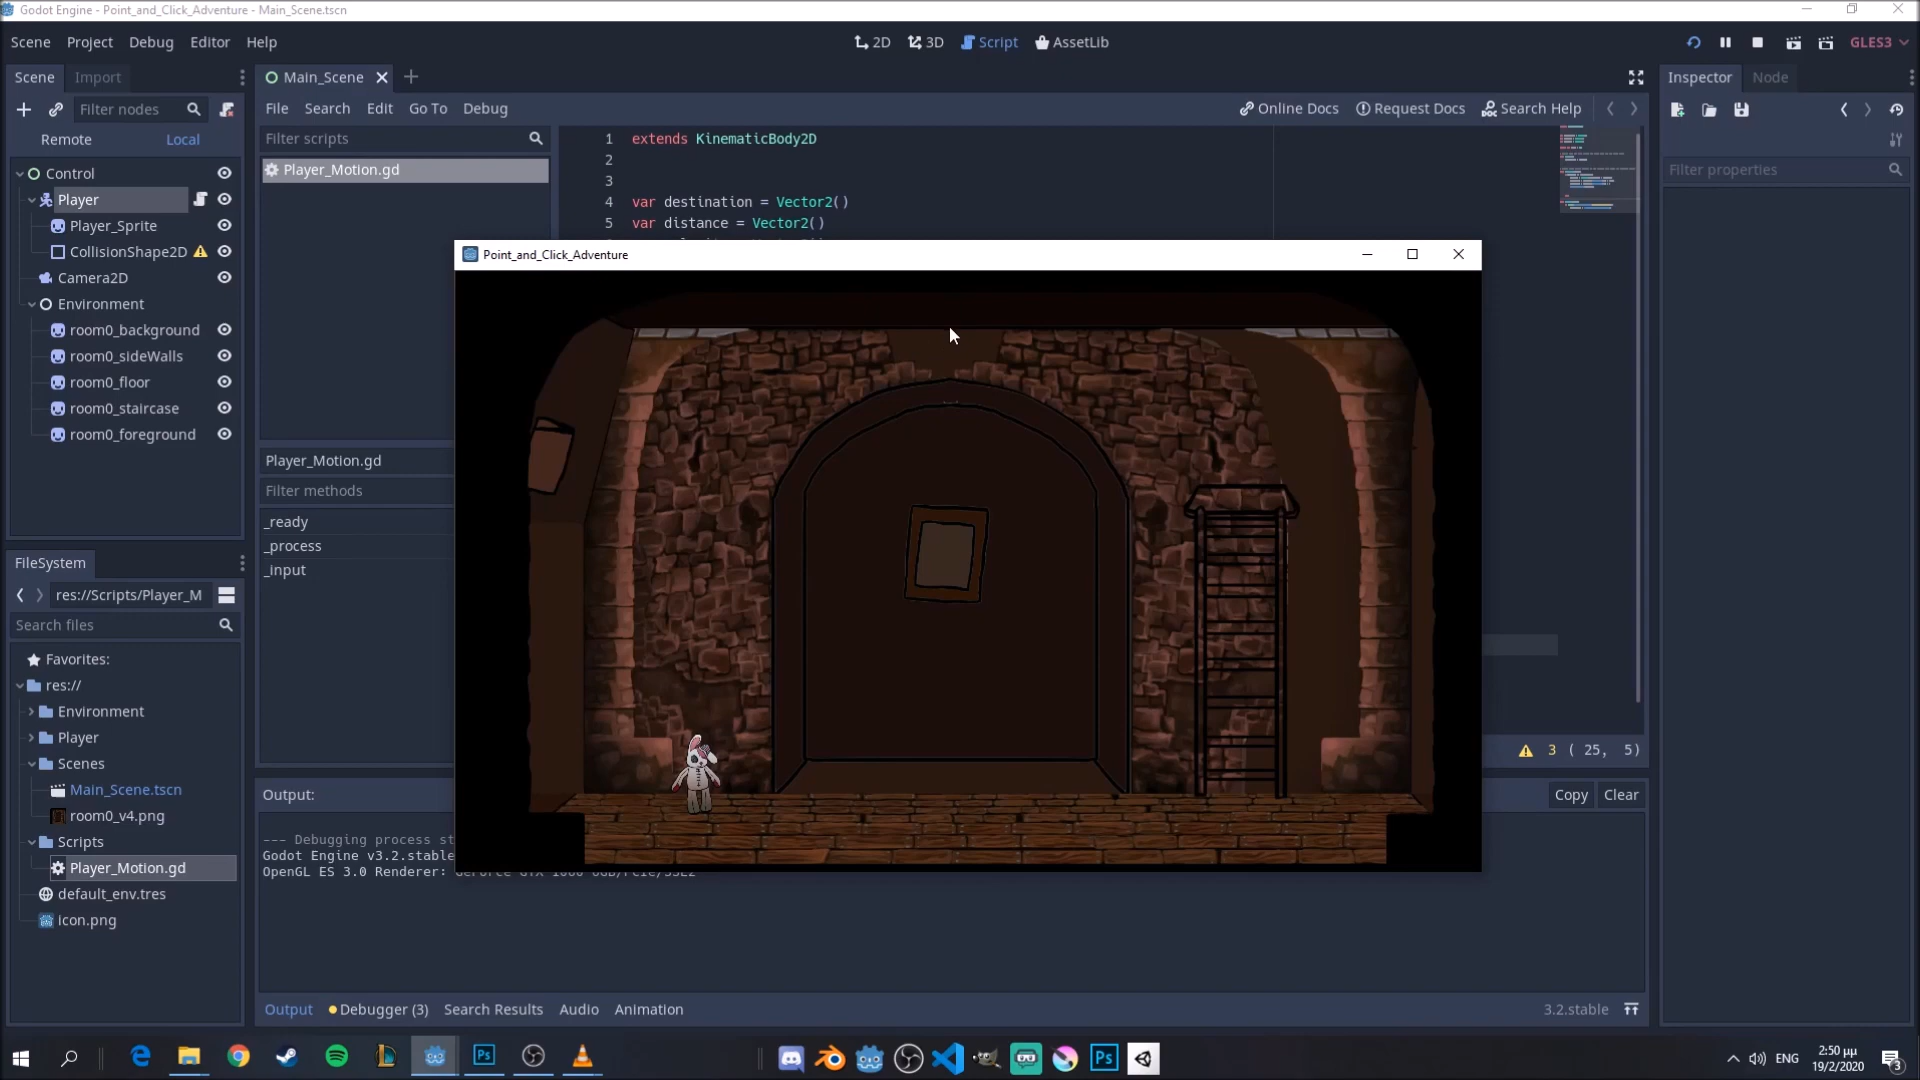 Godot Engine - Point_and_Click_Adventure - Main_Scene.tscn
Scene Project Debug Editor Help
2D 3D Script AssetLib
GLES3
Scene Import
Main_Scene
Inspector Node
Filter nodes
File Search Edit Go To Debug
Online Docs Request Docs Search Help
Remote Local
Filter scripts
Player_Motion.gd
Filter properties
1 extends KinematicBody2D
2
3
4 var destination = Vector2()
5 var distance = Vector2()
Control
Player
Player_Sprite
CollisionShape2D
Camera2D
Environment
room0_background
room0_sideWalls
room0_floor
room0_staircase
room0_foreground
Point_and_Click_Adventure
Player_Motion.gd
Filter methods
_ready
_process
_input
3 ( 25, 5)
FileSystem
res://Scripts/Player_M
Search files
Favorites:
res://
Environment
Player
Scenes
Main_Scene.tscn
room0_v4.png
Scripts
Player_Motion.gd
default_env.tres
icon.png
Output:
Copy Clear
--- Debugging process st
Godot Engine v3.2.stable
OpenGL ES 3.0 Renderer:
Output Debugger (3) Search Results Audio Animation
3.2.stable
Ps
Ps
ENG
2:50 μμ
19/2/2020
3